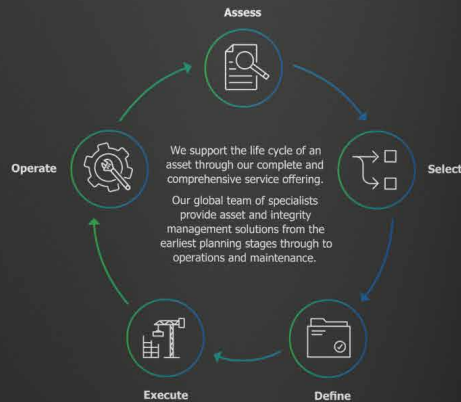 Assess
We support the life cycle of an
asset through our complete and
comprehensive service offering.
Operate
Select
Our global team of specialists
provide asset and integrity
management solutions from the
earliest planning stages through to
operations and maintenance.
Execute
Define